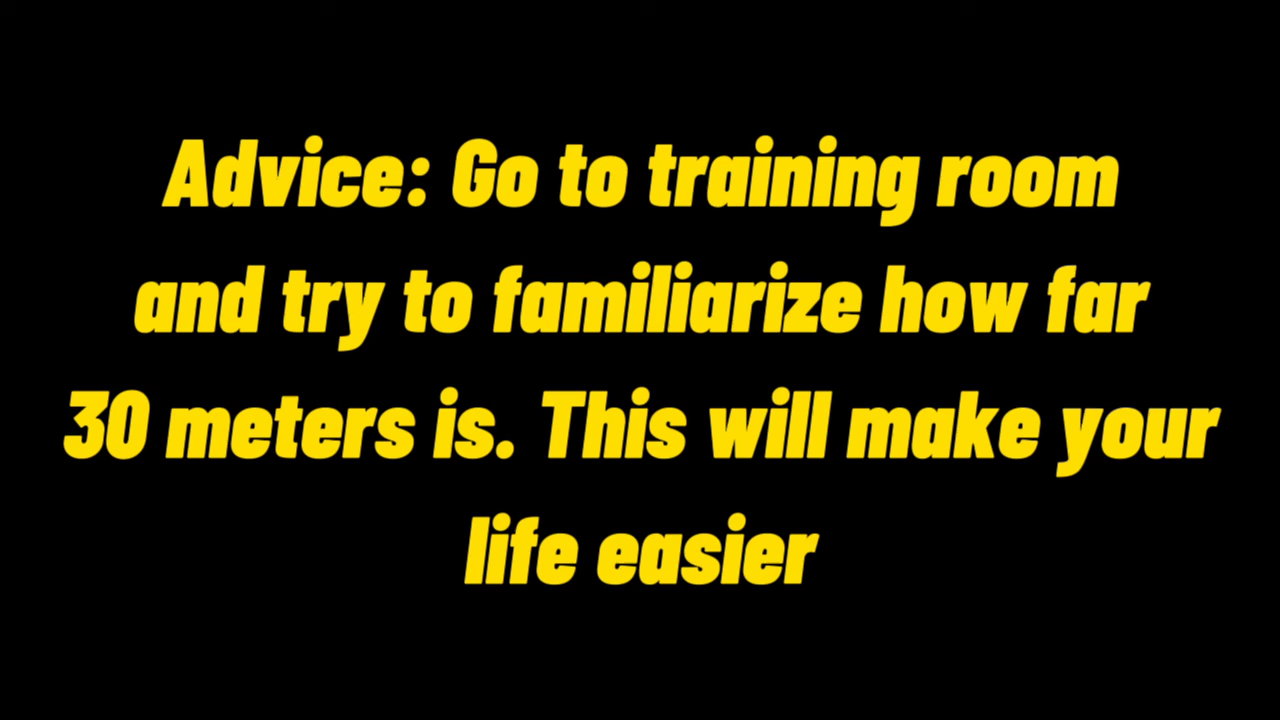 Advice: Go to training room
and try to familiarize how far
30 meters is. This will make your
life easier